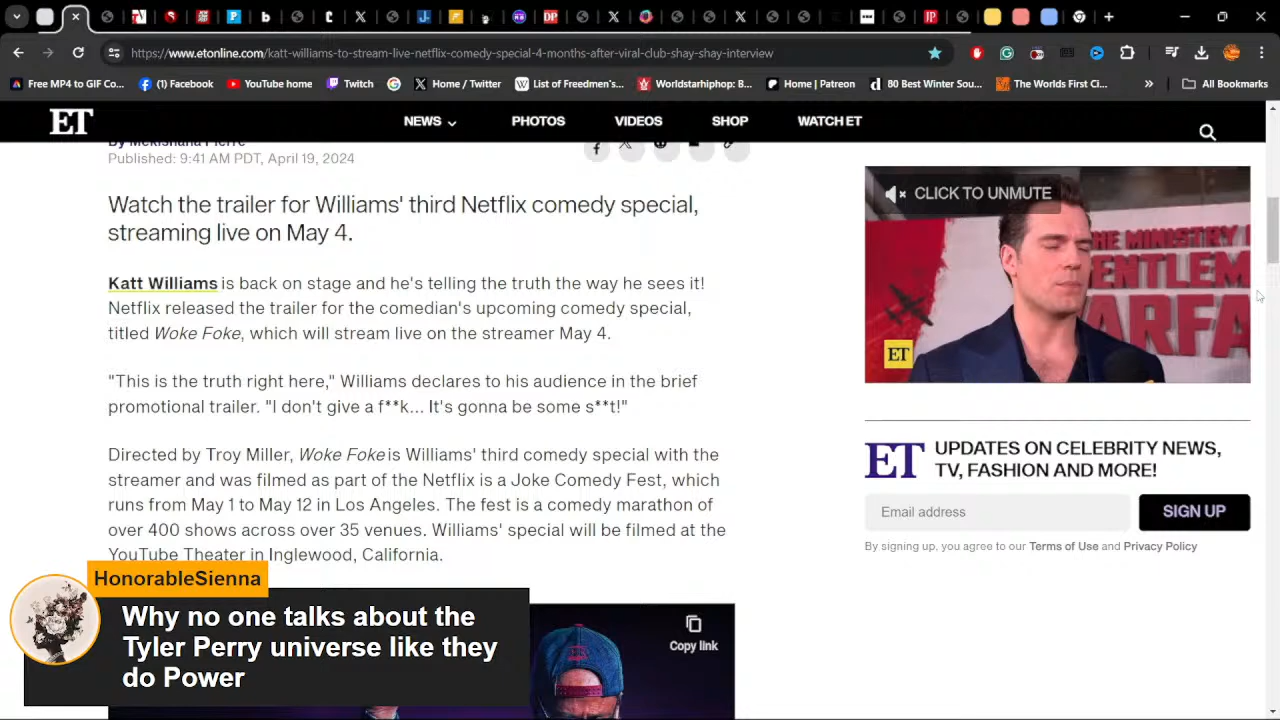 https://www.etonline.com/katt-williams-to-stream-live-netflix-comedy-special-4-months-after-viral-club-shay-shay-interview
Free MP4 to GIF Co...
(1) Facebook
YouTube home
Twitch
Home / Twitter
List of Freedmen's...
Worldstarhiphop: B...
Home | Patreon
80 Best Winter Sou...
The Worlds First Cl...
»
All Bookmarks
ET
NEWS
PHOTOS
VIDEOS
SHOP
WATCH ET
Published: 9:41 AM PDT, April 19, 2024
Watch the trailer for Williams' third Netflix comedy special,
streaming live on May 4.
Katt Williams is back on stage and he's telling the truth the way he sees it!
Netflix released the trailer for the comedian's upcoming comedy special,
titled Woke Foke, which will stream live on the streamer May 4.
"This is the truth right here," Williams declares to his audience in the brief
promotional trailer. "I don't give a f**k... It's gonna be some s**t!"
Directed by Troy Miller, Woke Foke is Williams' third comedy special with the
streamer and was filmed as part of the Netflix is a Joke Comedy Fest, which
runs from May 1 to May 12 in Los Angeles. The fest is a comedy marathon of
over 400 shows across over 35 venues. Williams' special will be filmed at the
YouTube Theater in Inglewood, California.
CLICK TO UNMUTE
THE MINISTRY
ENTLEM
ARFA
ET
ET
UPDATES ON CELEBRITY NEWS,
TV, FASHION AND MORE!
Email address
SIGN UP
By signing up, you agree to our Terms of Use and Privacy Policy
Copy link
HonorableSienna
Why no one talks about the
Tyler Perry universe like they
do Power